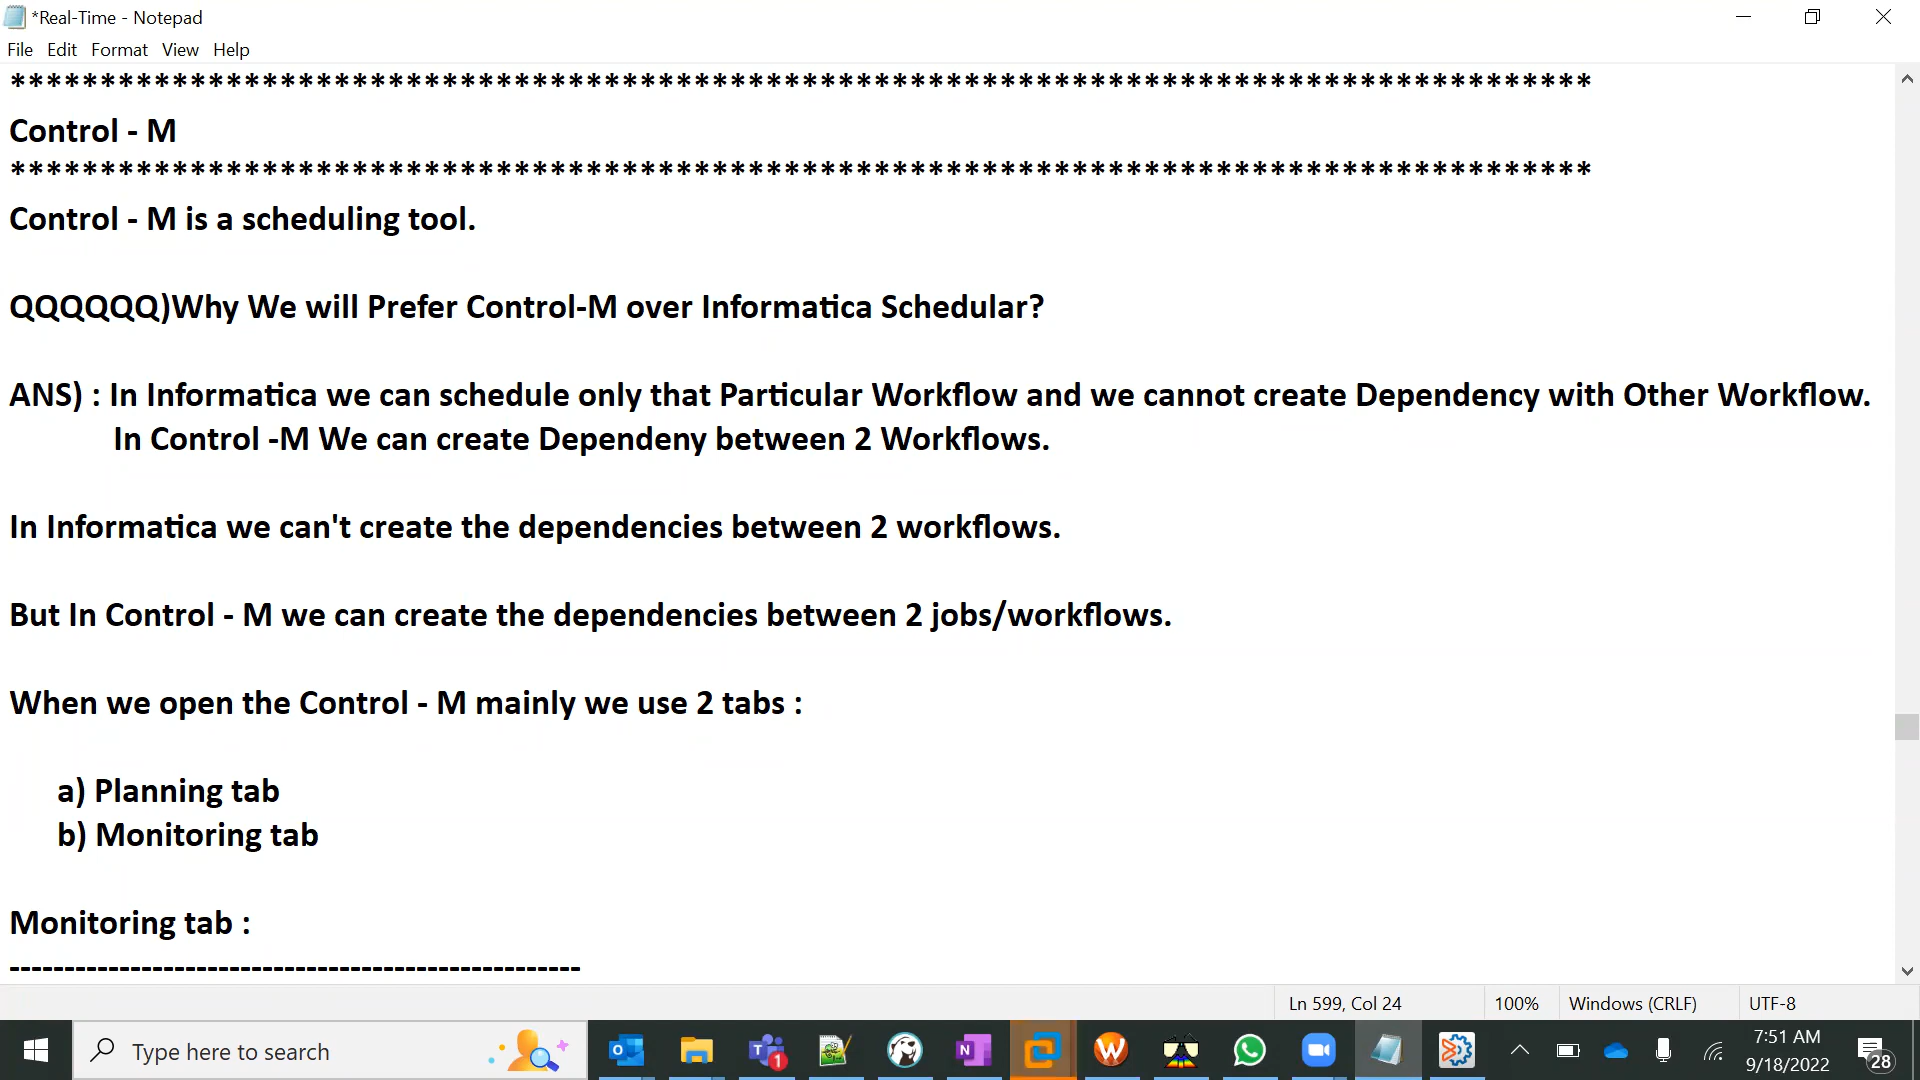 *Real-Time - Notepad
File Edit Format View Help
****************************************************************************************
Control - M
****************************************************************************************
Control - M is a scheduling tool.
QQQQQQ)Why We will Prefer Control-M over Informatica Schedular?
ANS) : In Informatica we can schedule only that Particular Workflow and we cannot create Dependency with Other Workflow.
In Control -M We can create Dependeny between 2 Workflows.
In Informatica we can't create the dependencies between 2 workflows.
But In Control - M we can create the dependencies between 2 jobs/workflows.
When we open the Control - M mainly we use 2 tabs :
a) Planning tab
b) Monitoring tab
Monitoring tab :
----------------------------------------------------
Ln 599, Col 24 100% Windows (CRLF) UTF-8
Type here to search
1
7:51 AM
9/18/2022
28